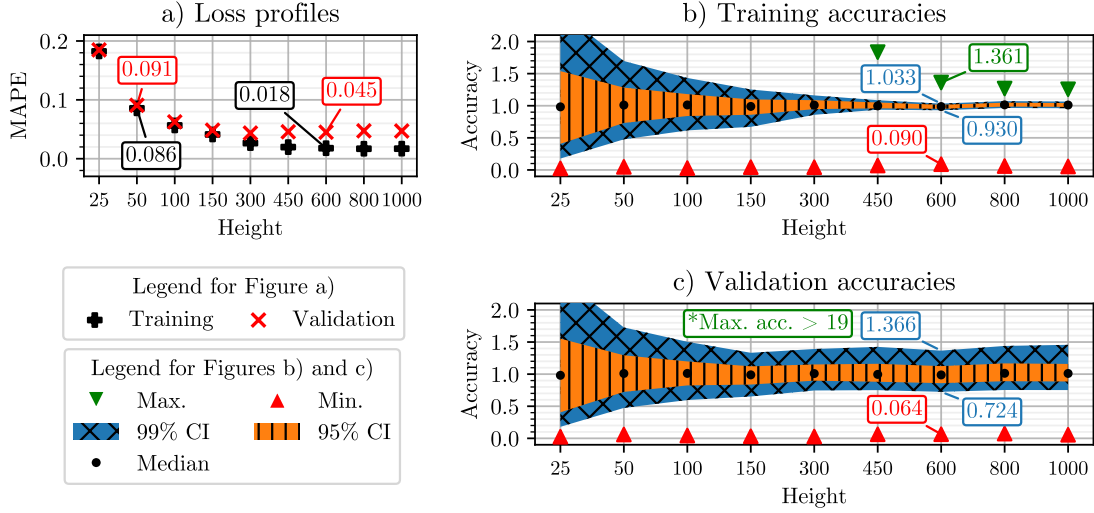 a) Loss profiles
0.2
0.1
0.0
MAPE
0.091
0.086
0.018
0.045
25 50 100 150 300 450 600 800 1000
Height
b) Training accuracies
2.0
1.5
1.0
0.5
0.0
Accuracy
1.033
1.361
0.090
0.930
25 50 100 150 300 450 600 800 1000
Height
Legend for Figure a)
Training Validation
Legend for Figures b) and c)
Max. Min.
99% CI 95% CI
Median
c) Validation accuracies
2.0
1.5
1.0
0.5
0.0
Accuracy
*Max. acc. > 19
1.366
0.064
0.724
25 50 100 150 300 450 600 800 1000
Height